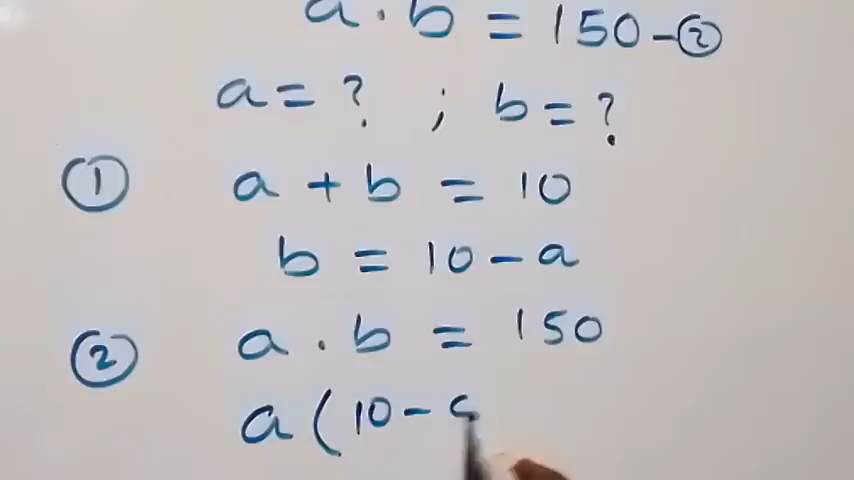 a . b = 150 - ②
a = ? ; b = ?
① a + b = 10
b = 10 - a
② a . b = 150
a ( 10 -